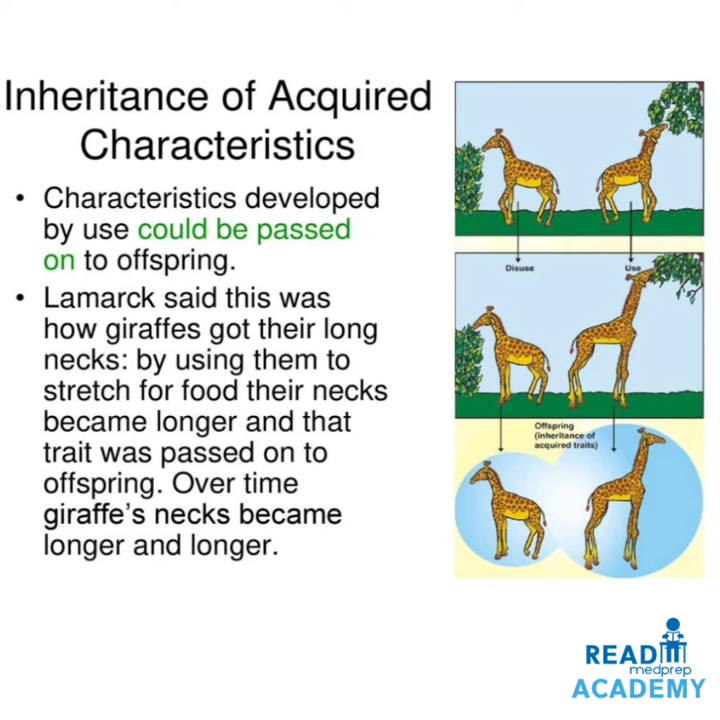 Inheritance of Acquired
Characteristics
• Characteristics developed
by use could be passed
on to offspring.
• Lamarck said this was
how giraffes got their long
necks: by using them to
stretch for food their necks
became longer and that
trait was passed on to
offspring. Over time
giraffe's necks became
longer and longer.
Disuse
Use
Offspring
(inheritance of
acquired traits)
READ
medprep
ACADEMY